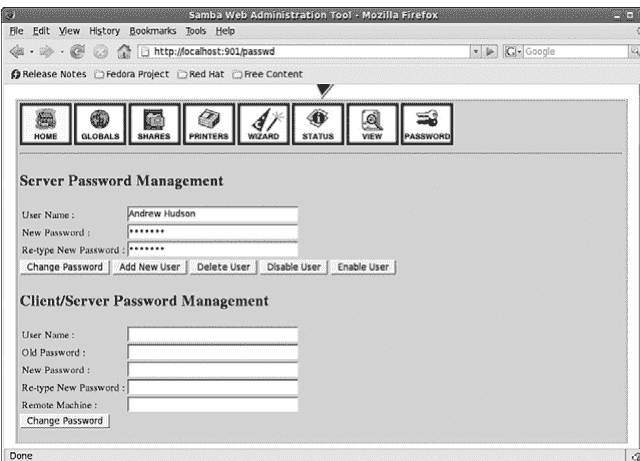 Samba Web Administration Tool - Mozilla Firefox
File Edit View History Bookmarks Tools Help
http://localhost:901/passwd
Google
Release Notes Fedora Project Red Hat Free Content
HOME GLOBALS SHARES PRINTERS WIZARD STATUS VIEW PASSWORD
Server Password Management
User Name : Andrew Hudson
New Password : •••••••
Re-type New Password : •••••••
Change Password Add New User Delete User Disable User Enable User
Client/Server Password Management
User Name :
Old Password :
New Password :
Re-type New Password :
Remote Machine :
Change Password
Done